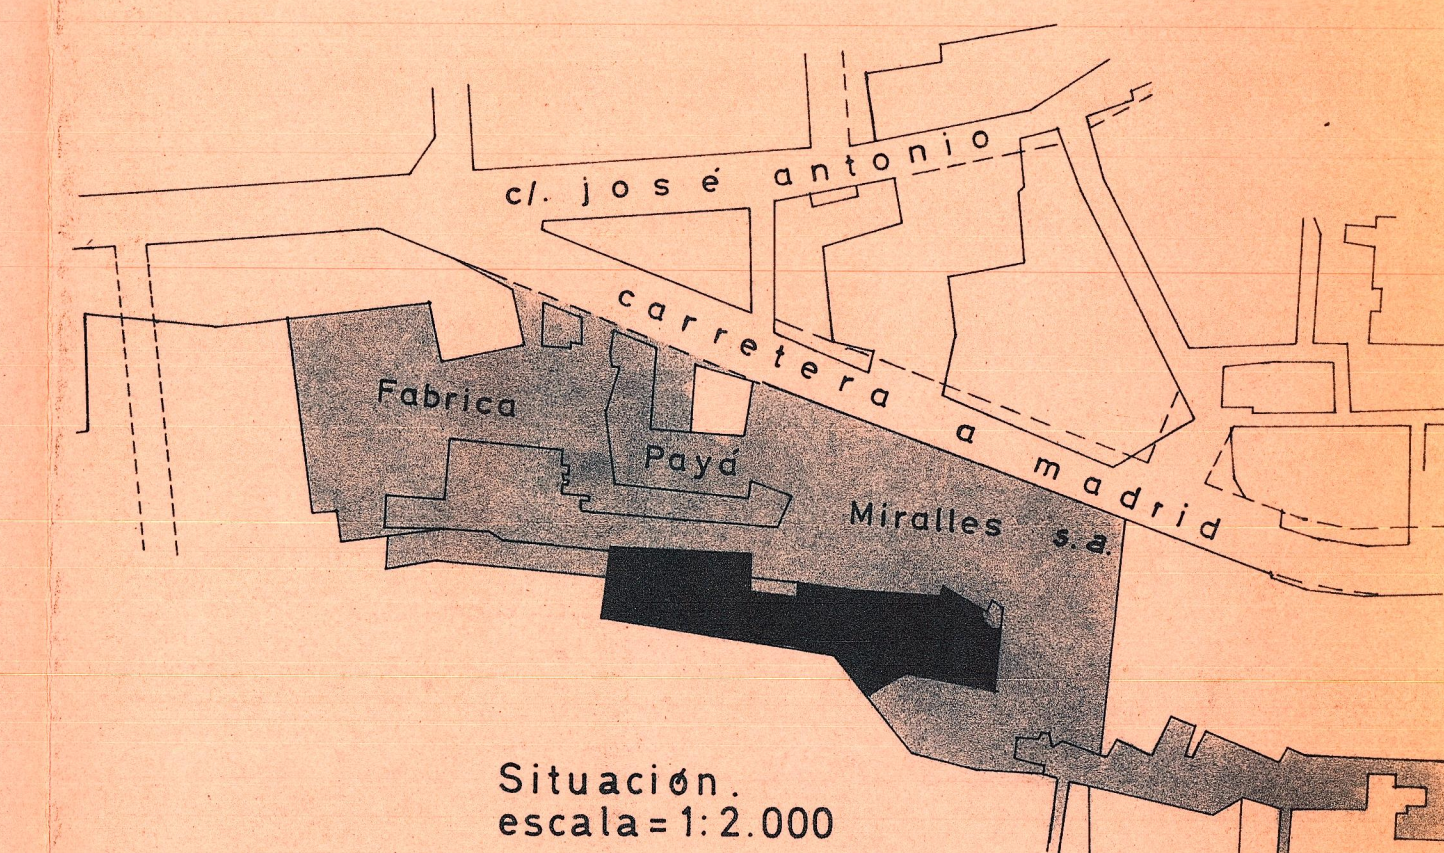 c/. josé antonio
carretera a madrid
Fabrica
Payá
Miralles s.a.
Situación.
escala=1:2.000